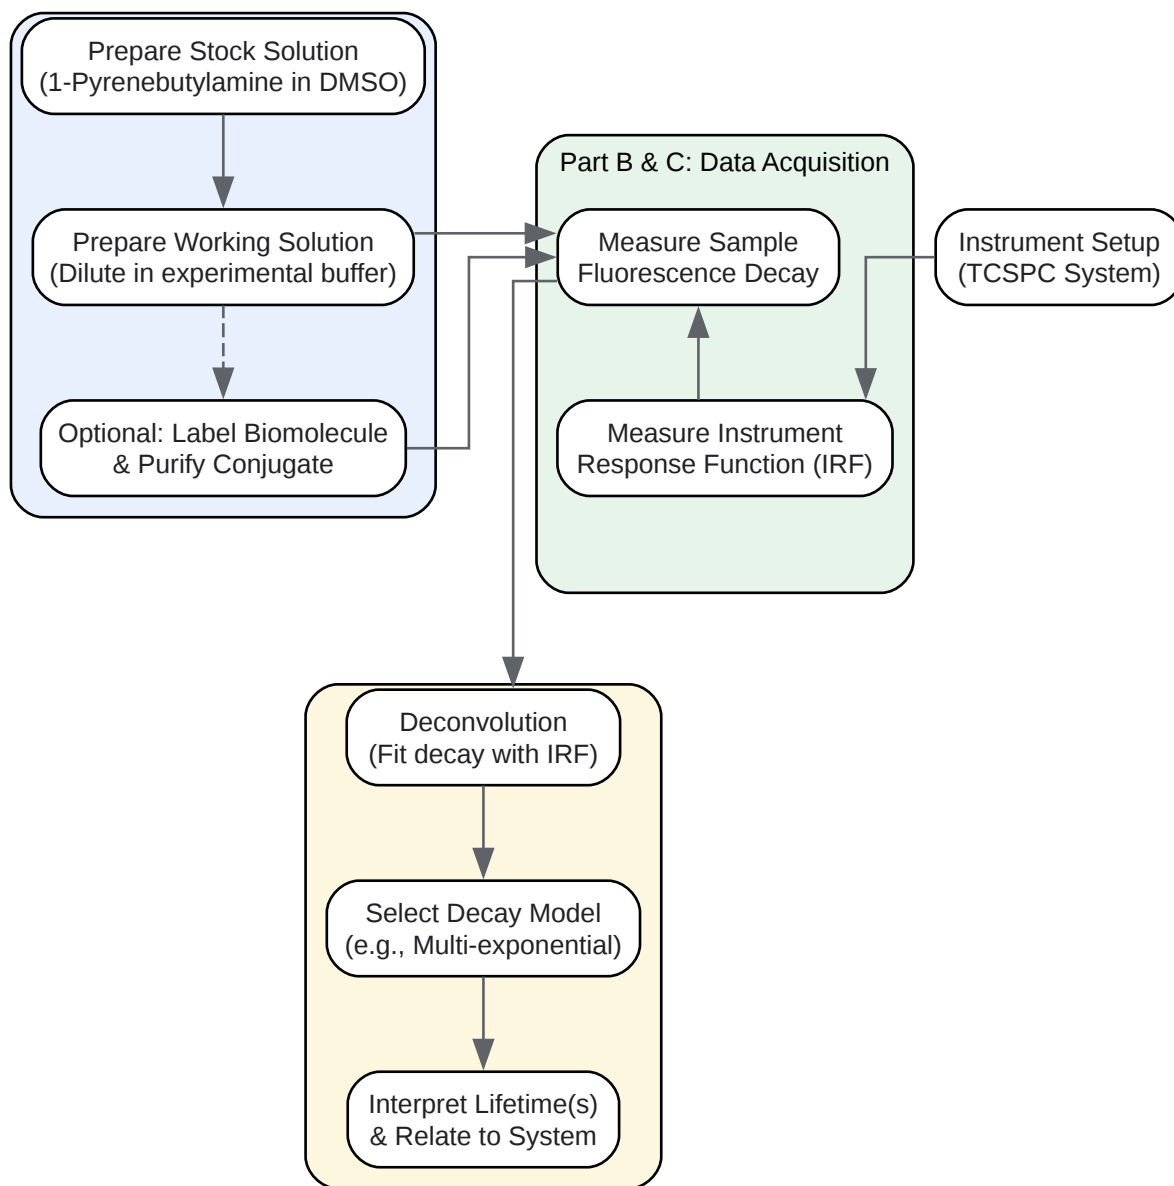 Prepare Stock Solution
(1-Pyrenebutylamine in DMSO)
Prepare Working Solution
(Dilute in experimental buffer)
Optional: Label Biomolecule
& Purify Conjugate
Part B & C: Data Acquisition
Measure Sample
Fluorescence Decay
Measure Instrument
Response Function (IRF)
Instrument Setup
(TCSPC System)
Deconvolution
(Fit decay with IRF)
Select Decay Model
(e.g., Multi-exponential)
Interpret Lifetime(s)
& Relate to System